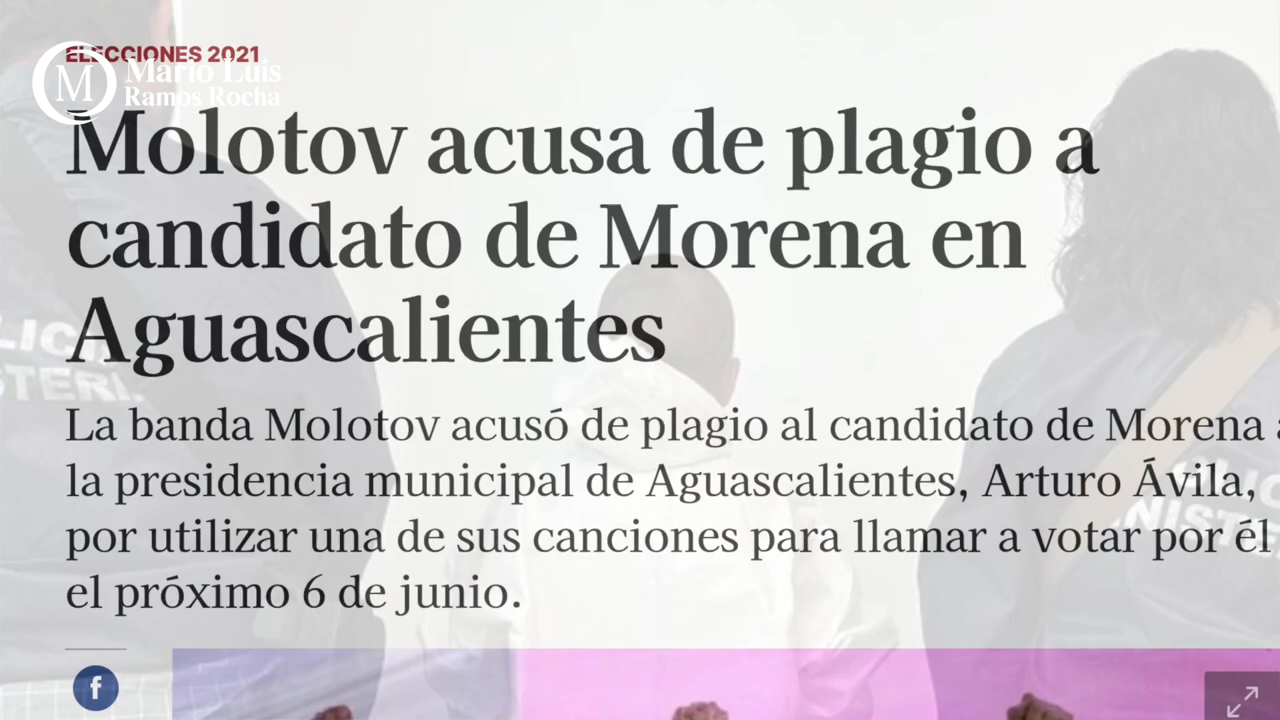 ELECCIONES 2021
M
Mario Luis
Ramos Rocha
Molotov acusa de plagio a
candidato de Morena en
Aguascalientes
La banda Molotov acusó de plagio al candidato de Morena a
la presidencia municipal de Aguascalientes, Arturo Ávila,
por utilizar una de sus canciones para llamar a votar por él
el próximo 6 de junio.
f